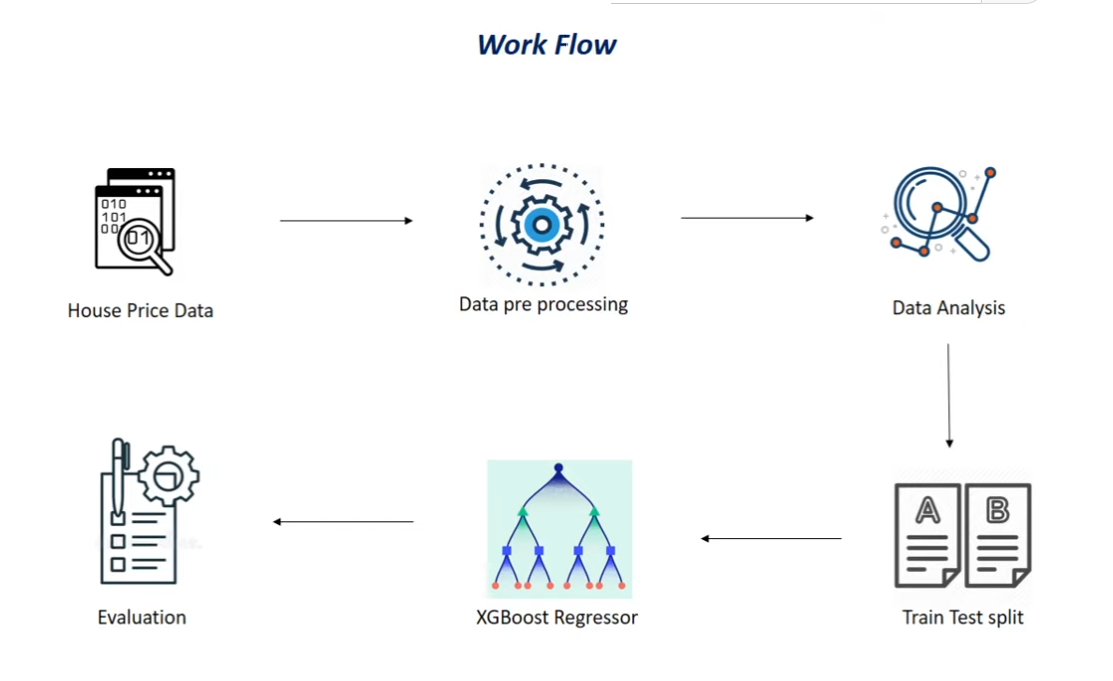 Work Flow
010
101
00
01
House Price Data
Data pre processing
Data Analysis
A
B
Evaluation
XGBoost Regressor
Train Test split